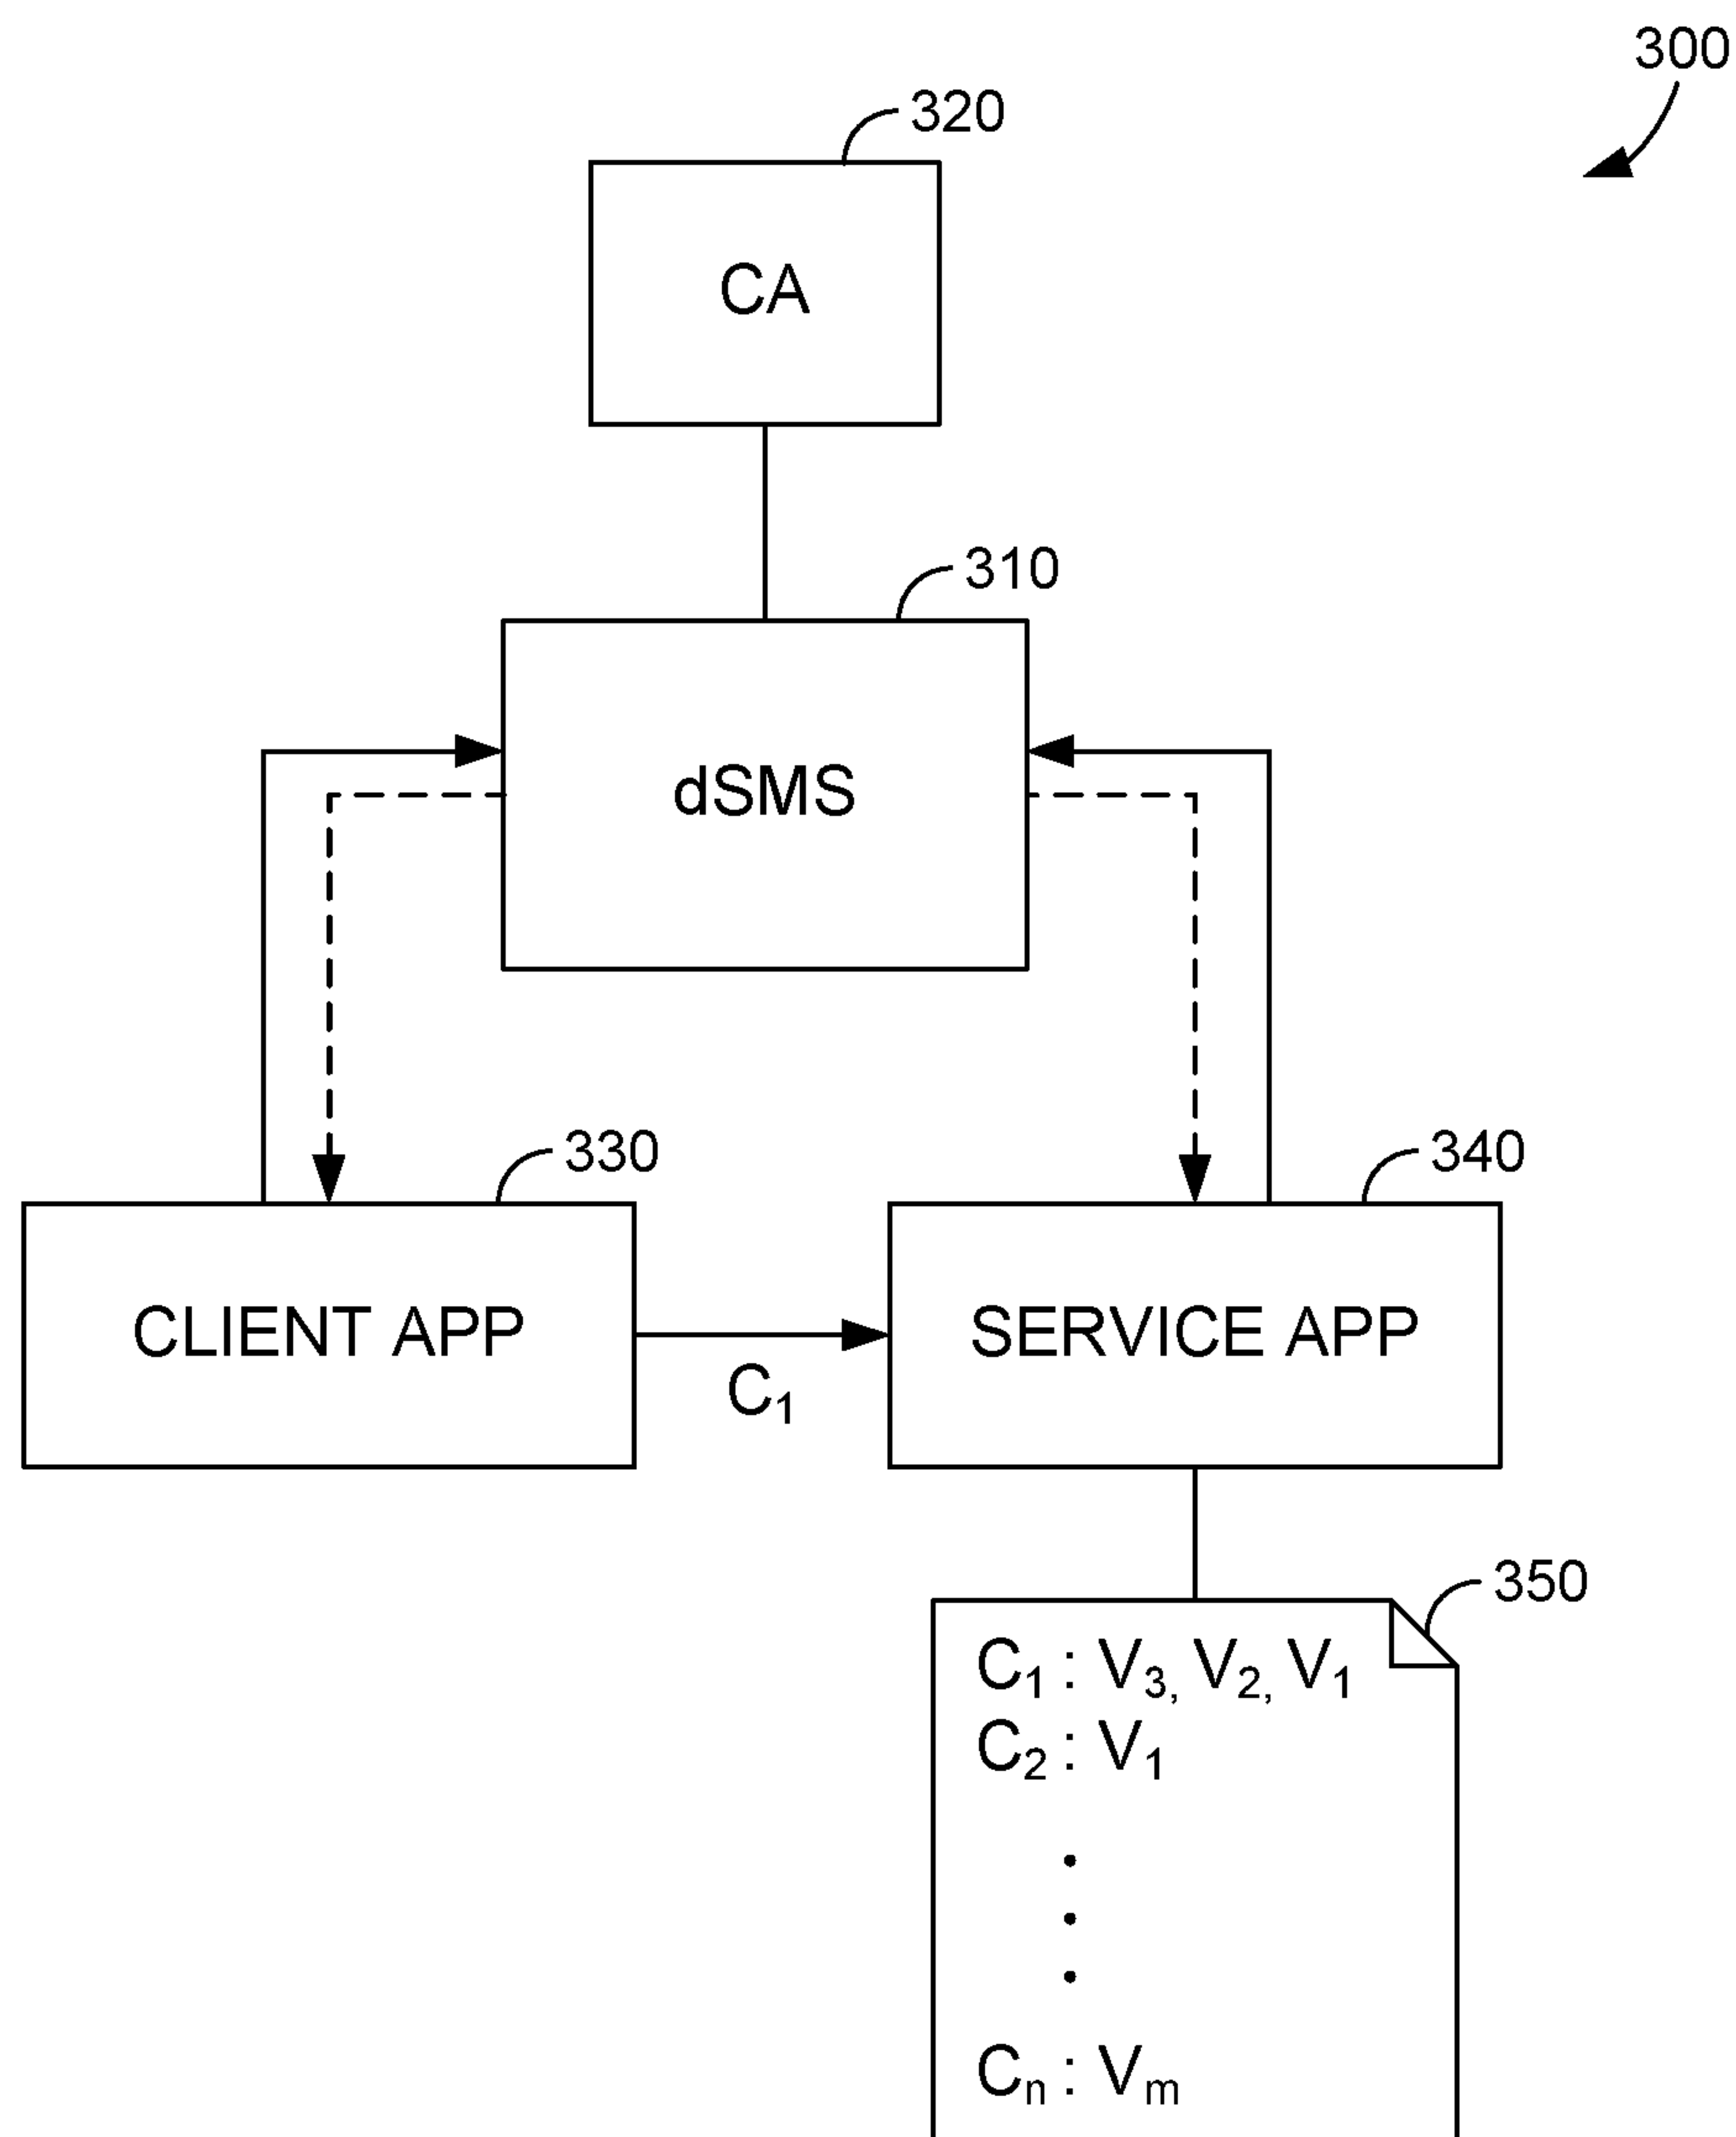 300
320
CA
310
dSMS
330
340
CLIENT APP
SERVICE APP
C₁
350
C₁ : V₃, V₂, V₁
C₂ : V₁
Cₙ : Vₘ